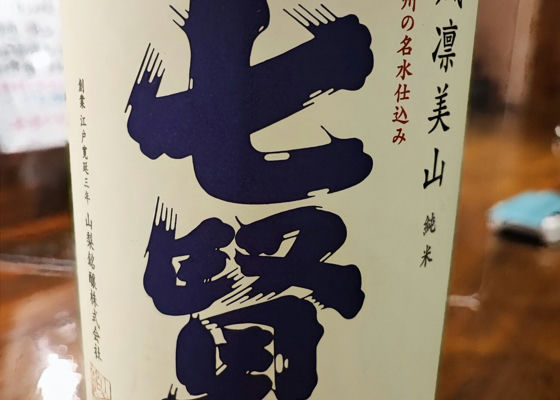 凛美山 純米
州の名水仕込み
七賢
創業 江戸寛延三年 山梨銘醸株式会社